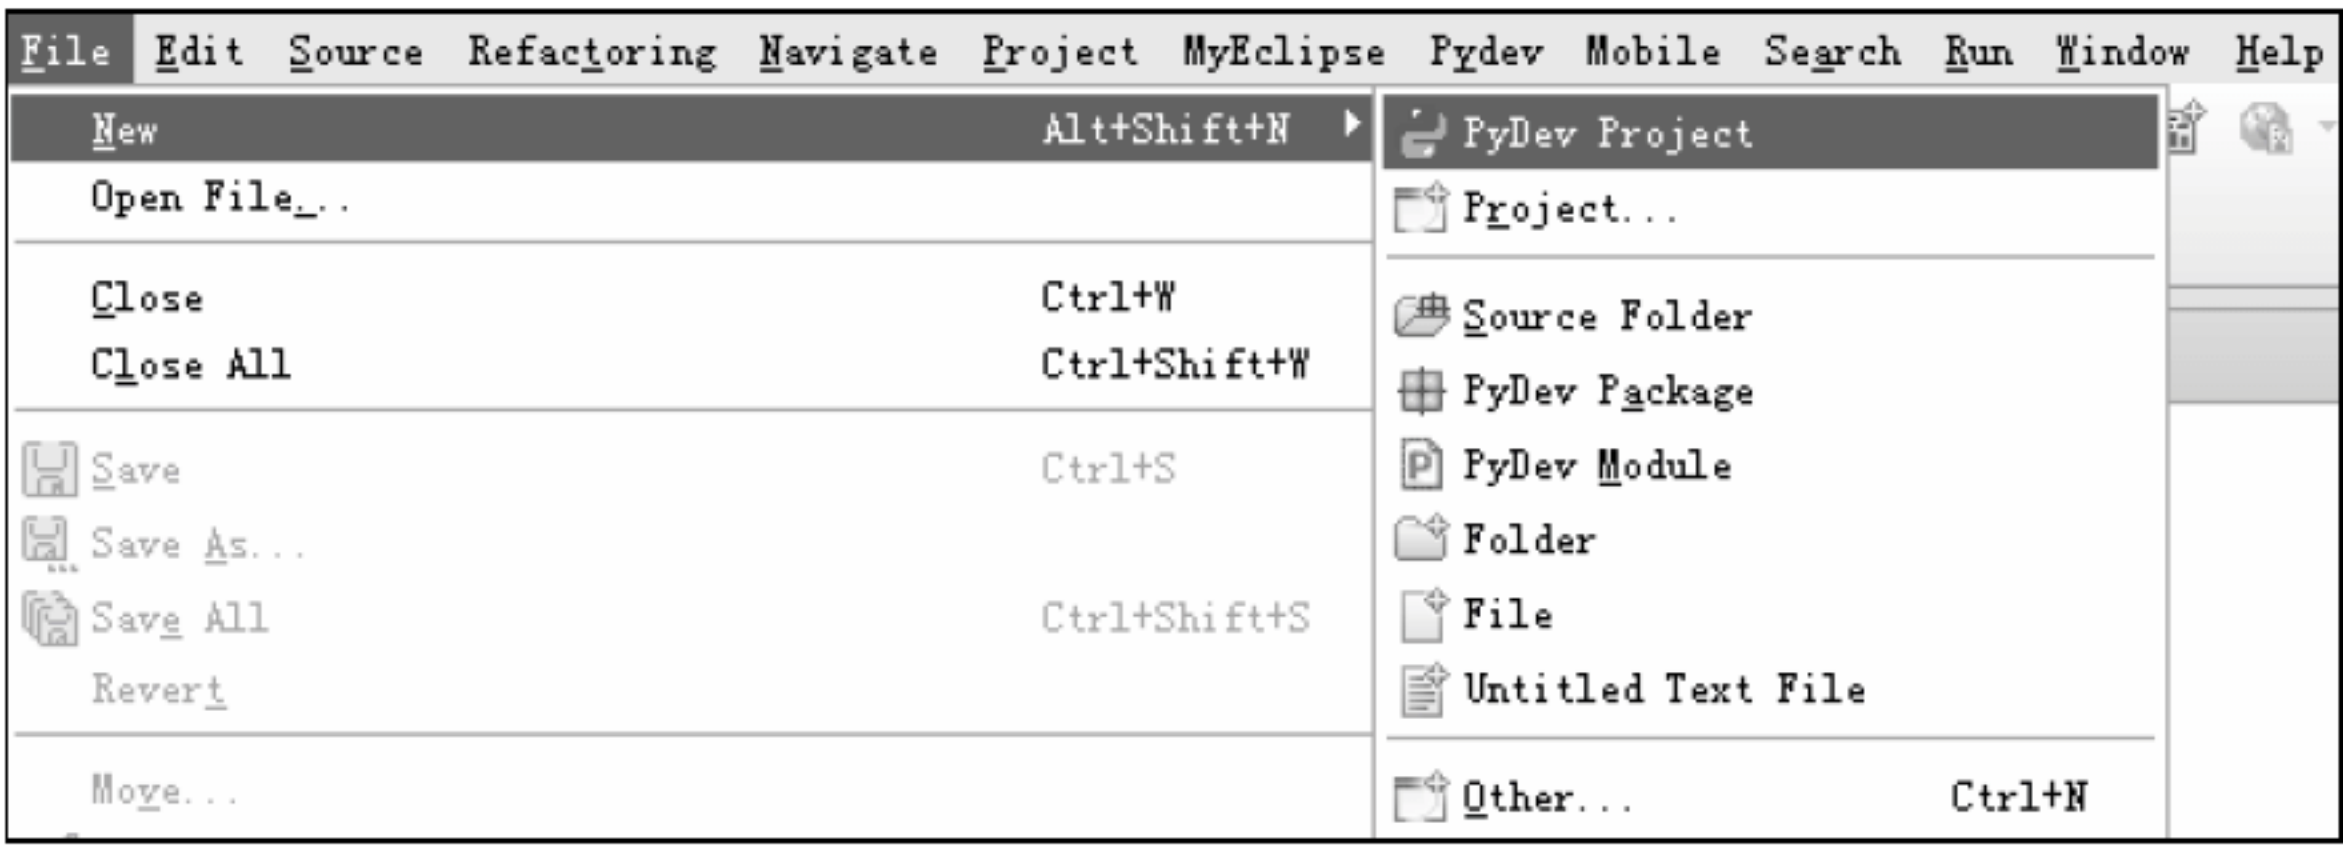 File Edit Source Refactoring Navigate Project MyEclipse Pydev Mobile Search Run Window Help
New Alt+Shift+N
Open File...
Close Ctrl+W
Close All Ctrl+Shift+W
Save Ctrl+S
Save As...
Save All Ctrl+Shift+S
Revert
Move...
PyDev Project
Project...
Source Folder
PyDev Package
PyDev Module
Folder
File
Untitled Text File
Other... Ctrl+N